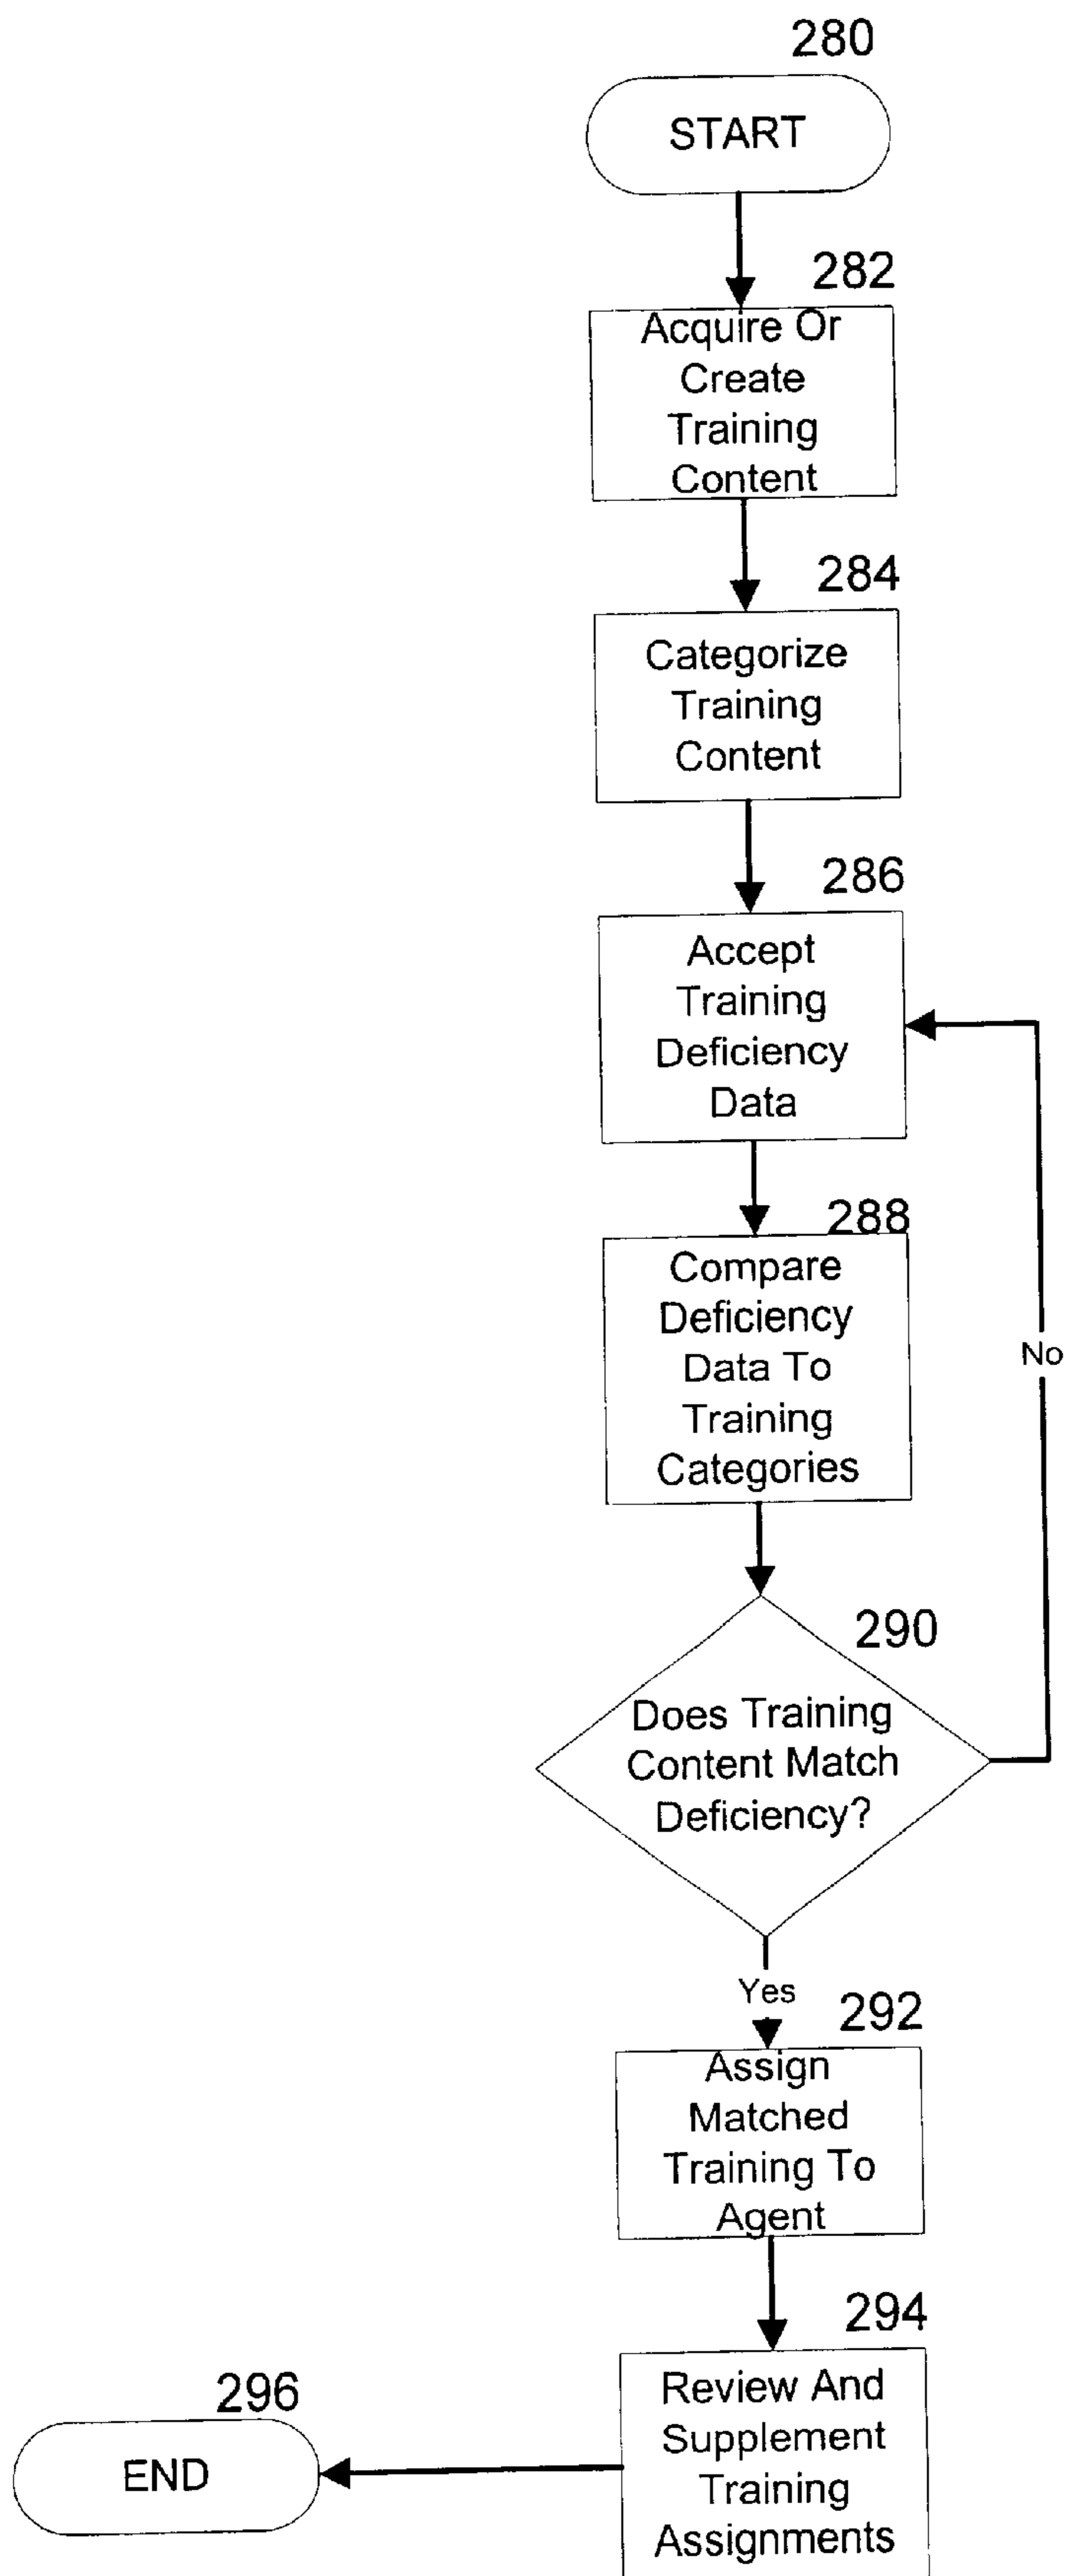 280
START
282
Acquire Or
Create
Training
Content
284
Categorize
Training
Content
286
Accept
Training
Deficiency
Data
288
Compare
Deficiency
Data To
Training
Categories
No
290
Does Training
Content Match
Deficiency?
Yes
292
Assign
Matched
Training To
Agent
294
Review And
Supplement
Training
Assignments
296
END